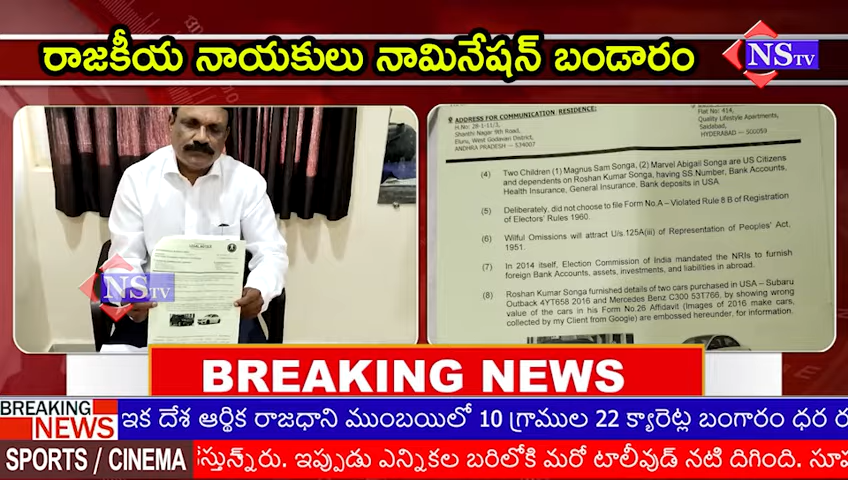 రాజకీయ నాయకులు నామినేషన్ బండారం
NS TV
ADDRESS FOR COMMUNICATION, RESIDENCE:
H.No: 28-1-11/3,
Shanthi Nagar 9th Road,
Eluru, West Godavari District,
ANDHRA PRADESH – 534007
Flat No: 414,
Quality Lifestyle Apartments,
Saidabad,
HYDERABAD – 500059
(4) Two Children (1) Magnus Sam Songa, (2) Marvel Abigail Songa are US Citizens
and dependents on Roshan Kumar Songa, having SS Number, Bank Accounts,
Health Insurance, General Insurance, Bank deposits in USA.
(5) Deliberately, did not choose to file Form No.A – Violated Rule 8 B of Registration
of Electors' Rules 1960.
(6) Wilful Omissions will attract U/s.125A(iii) of Representation of Peoples' Act,
1951.
(7) In 2014 itself, Election Commission of India mandated the NRIs to furnish
foreign Bank Accounts, assets, investments, and liabilities in abroad.
(8) Roshan Kumar Songa furnished details of two cars purchased in USA – Subaru
Outback 4YT658 2016 and Mercedes Benz C300 53T766, by showing wrong
value of the cars in his Form No.26 Affidavit (Images of 2016 make cars,
collected by my Client from Google) are embossed hereunder, for information.
NS TV
BREAKING NEWS
BREAKING
NEWS
ఇక దేశ ఆర్థిక రాజధాని ముంబయిలో 10 గ్రాముల 22 క్యారెట్ల బంగారం ధర
SPORTS / CINEMA
స్తున్నారు. ఇప్పుడు ఎన్నికల బరిలోకి మరో టాలీవుడ్ నటి దిగింది. సూప